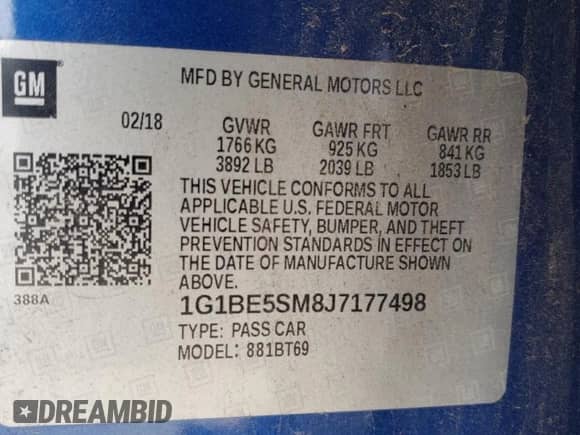 GM
MFD BY GENERAL MOTORS LLC
02/18 GVWR GAWR FRT GAWR RR
1766 KG 925 KG 841 KG
3892 LB 2039 LB 1853 LB
THIS VEHICLE CONFORMS TO ALL
APPLICABLE U.S. FEDERAL MOTOR
VEHICLE SAFETY, BUMPER, AND THEFT
PREVENTION STANDARDS IN EFFECT ON
THE DATE OF MANUFACTURE SHOWN
ABOVE.
388A
1G1BE5SM8J7177498
TYPE: PASS CAR
MODEL: 881BT69
DREAMBID